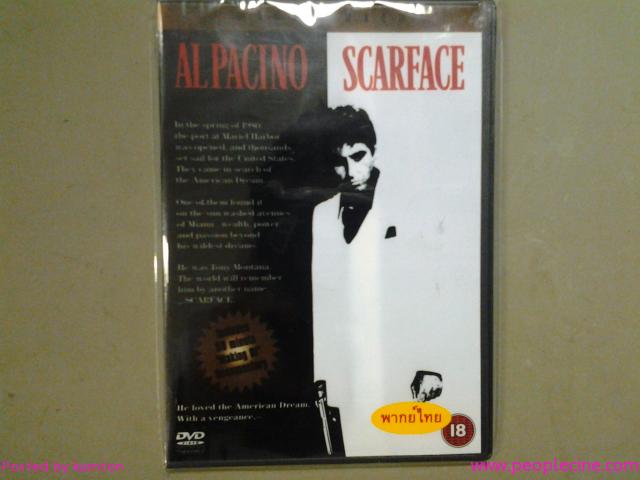 AL PACINO SCARFACE
In the spring of 1980,
the port at Mariel Harbor
was opened, and thousands
set sail for the United States.
They came in search of
the American Dream.
One of them found it
on the sun-washed avenues
of Miami...wealth, power
and passion beyond
his wildest dreams.
He was Tony Montana.
The world will remember
him by another name
...SCARFACE.
He loved the American Dream.
With a vengeance.
พากย์ไทย
18
DVD
VIDEO
Posted by
www.peoplecine.com